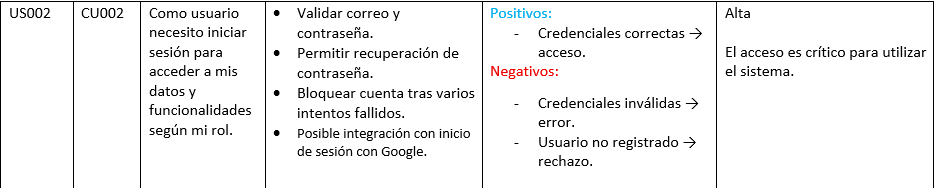 US002
CU002
Como usuario
necesito iniciar
sesión para
acceder a mis
datos y
funcionalidades
según mi rol.
• Validar correo y
contraseña.
• Permitir recuperación de
contraseña.
• Bloquear cuenta tras varios
intentos fallidos.
• Posible integración con inicio
de sesión con Google.
Positivos:
- Credenciales correctas →
acceso.
Negativos:
- Credenciales inválidas →
error.
- Usuario no registrado →
rechazo.
Alta
El acceso es crítico para utilizar
el sistema.